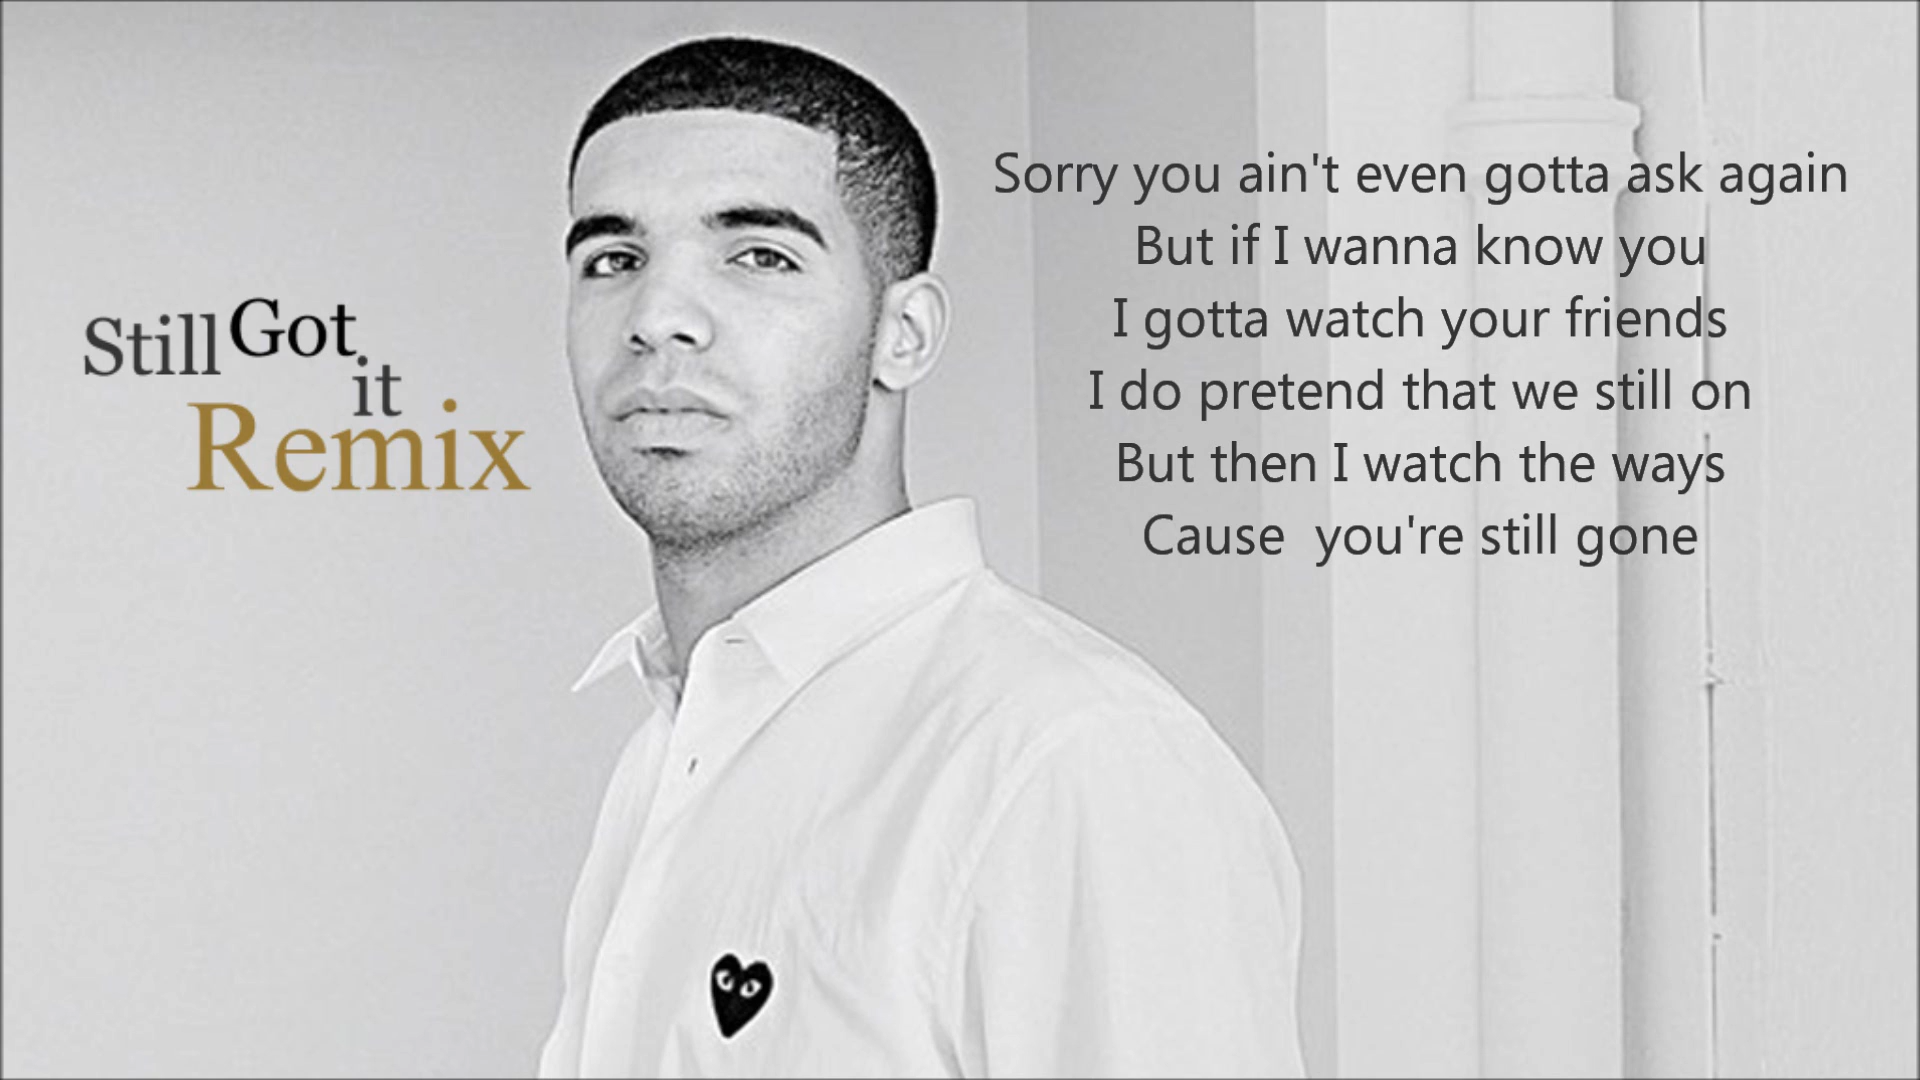 Still Got
it
Remix
Sorry you ain't even gotta ask again
But if I wanna know you
I gotta watch your friends
I do pretend that we still on
But then I watch the ways
Cause  you're still gone